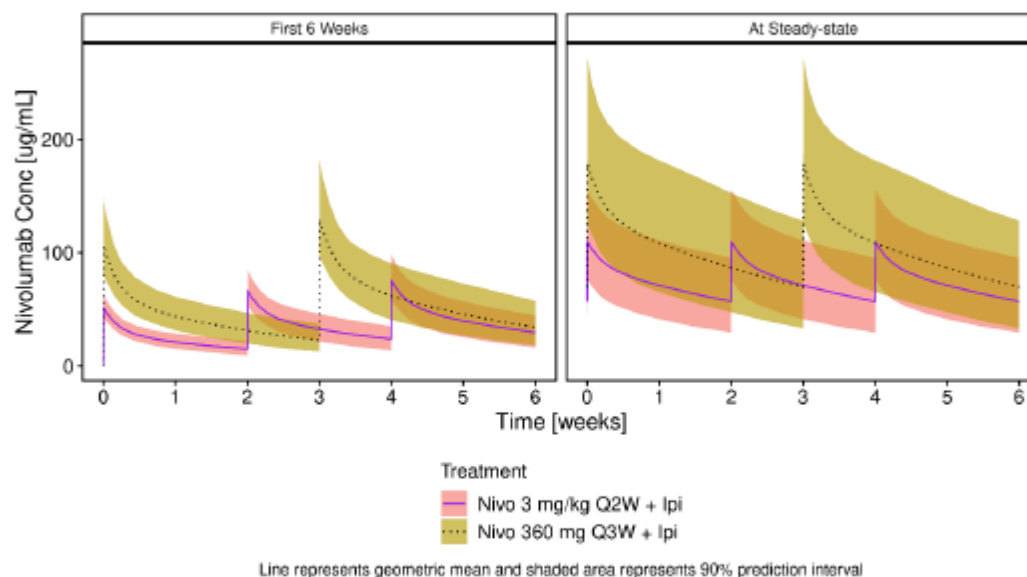 First 6 Weeks
At Steady-state
Nivolumab Conc [ug/mL]
200
100
0
0 1 2 3 4 5 6
0 1 2 3 4 5 6
Time [weeks]
Treatment
Nivo 3 mg/kg Q2W + Ipi
Nivo 360 mg Q3W + Ipi
Line represents geometric mean and shaded area represents 90% prediction interval